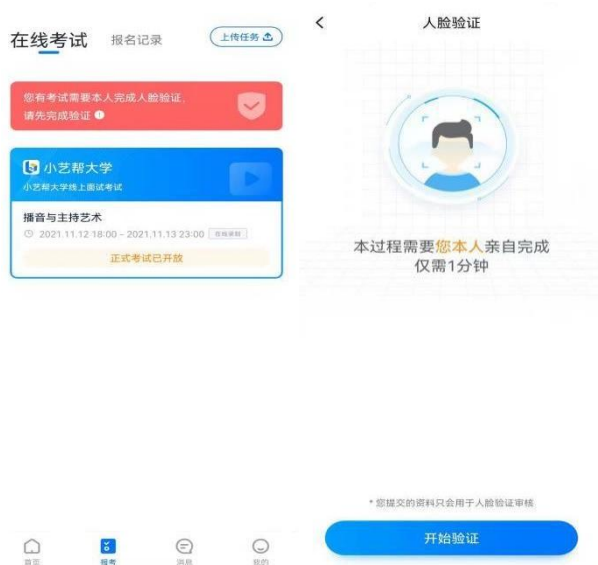 在线考试 报名记录 上传任务
您有考试需要本人完成人脸验证,
请先完成验证
小艺帮大学
小艺帮大学线上面试考试
播音与主持艺术
2021.11.12 18:00 - 2021.11.13 23:00 在线录制
正式考试已开放
首页 报考 消息 我的
人脸验证
本过程需要您本人亲自完成
仅需1分钟
* 您提交的资料只会用于人脸验证审核
开始验证